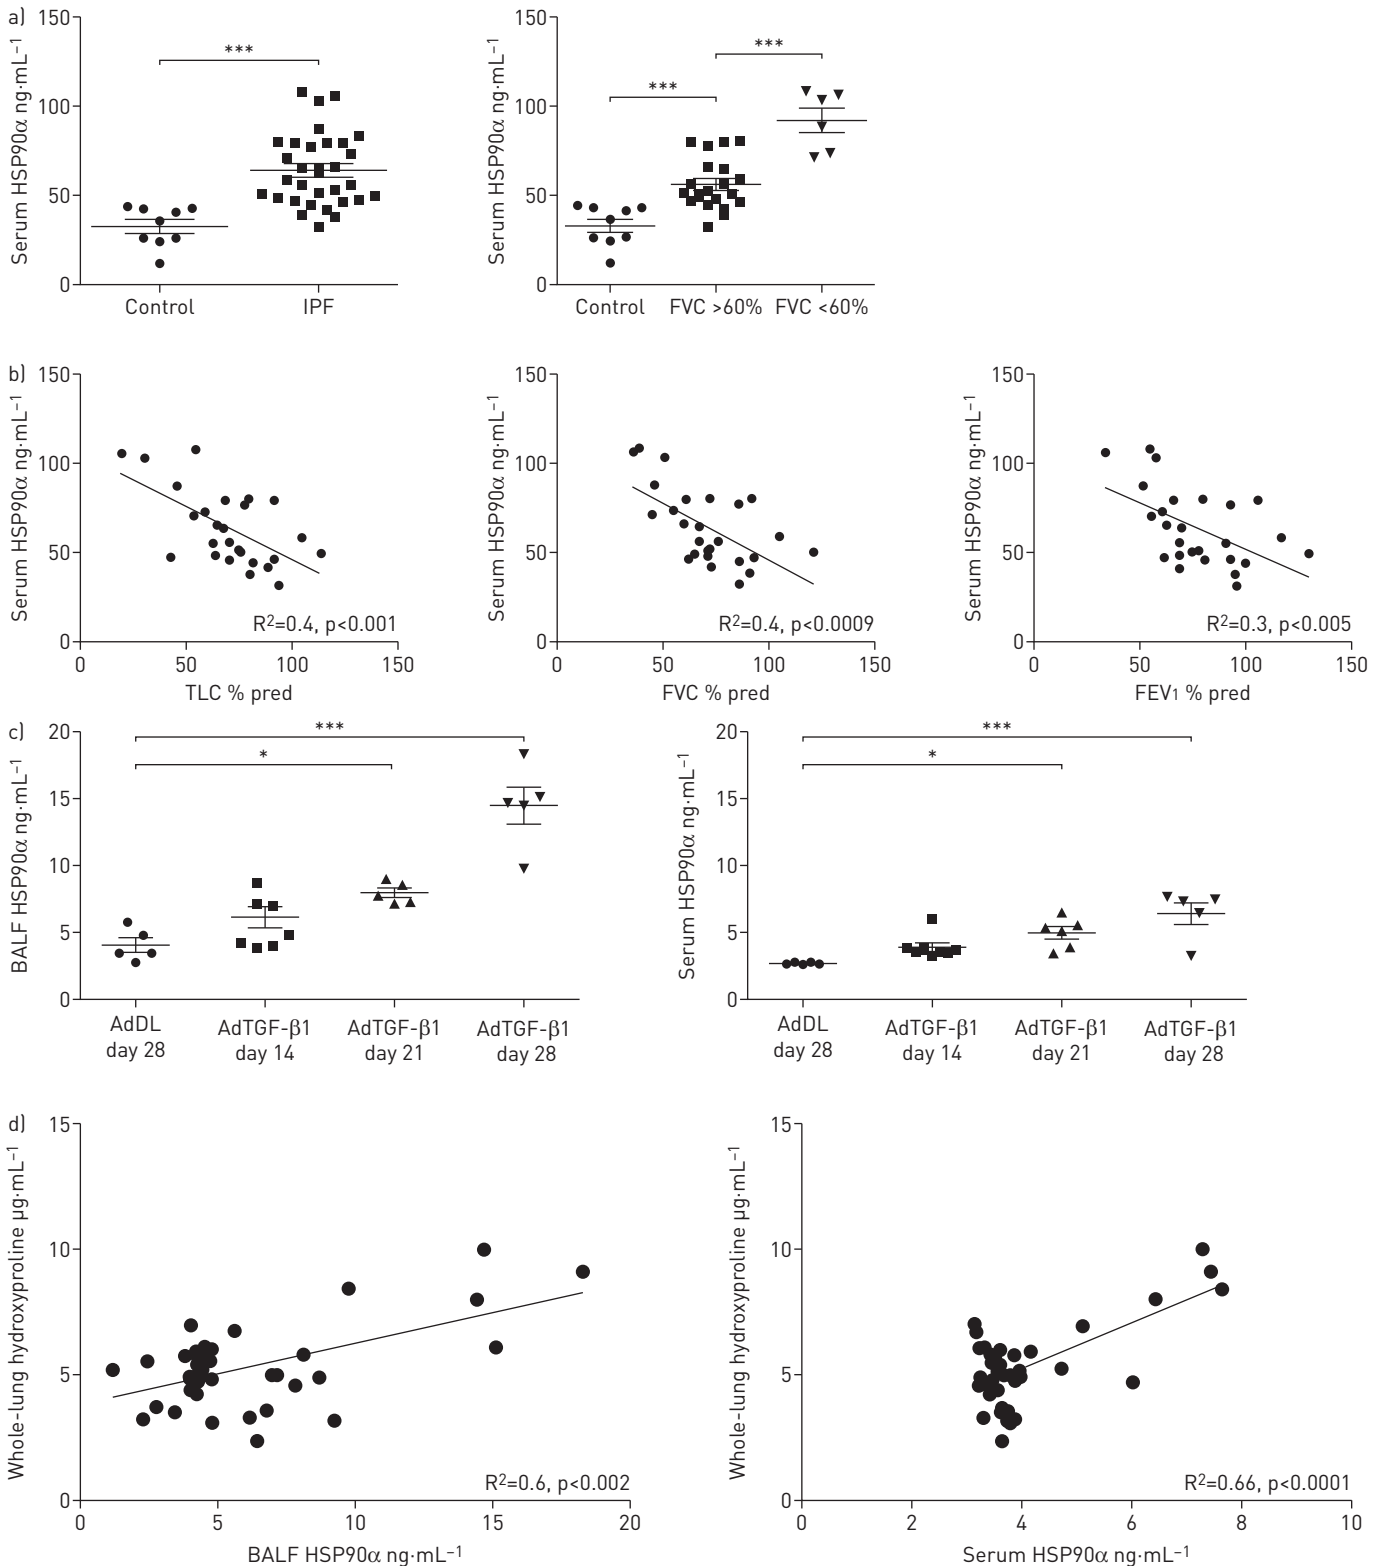 a)
Serum HSP90α ng·mL⁻¹
150
100
50
0
***
Control
IPF
Serum HSP90α ng·mL⁻¹
150
100
50
0
***
***
Control
FVC >60%
FVC <60%
b)
Serum HSP90α ng·mL⁻¹
150
100
50
0
R²=0.4, p<0.001
0
50
100
150
TLC % pred
Serum HSP90α ng·mL⁻¹
150
100
50
0
R²=0.4, p<0.0009
0
50
100
150
FVC % pred
Serum HSP90α ng·mL⁻¹
150
100
50
0
R²=0.3, p<0.005
0
50
100
150
FEV1 % pred
c)
BALF HSP90α ng·mL⁻¹
20
15
10
5
0
***
*
AdDL
day 28
AdTGF-β1
day 14
AdTGF-β1
day 21
AdTGF-β1
day 28
Serum HSP90α ng·mL⁻¹
20
15
10
5
0
***
*
AdDL
day 28
AdTGF-β1
day 14
AdTGF-β1
day 21
AdTGF-β1
day 28
d)
Whole-lung hydroxyproline µg·mL⁻¹
15
10
5
0
R²=0.6, p<0.002
0
5
10
15
20
BALF HSP90α ng·mL⁻¹
Whole-lung hydroxyproline µg·mL⁻¹
15
10
5
0
R²=0.66, p<0.0001
0
2
4
6
8
10
Serum HSP90α ng·mL⁻¹